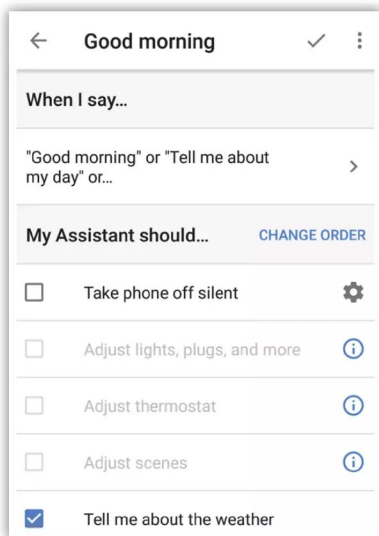 Good morning
When I say...
"Good morning" or "Tell me about
my day" or...
My Assistant should... CHANGE ORDER
Take phone off silent
Adjust lights, plugs, and more
Adjust thermostat
Adjust scenes
Tell me about the weather